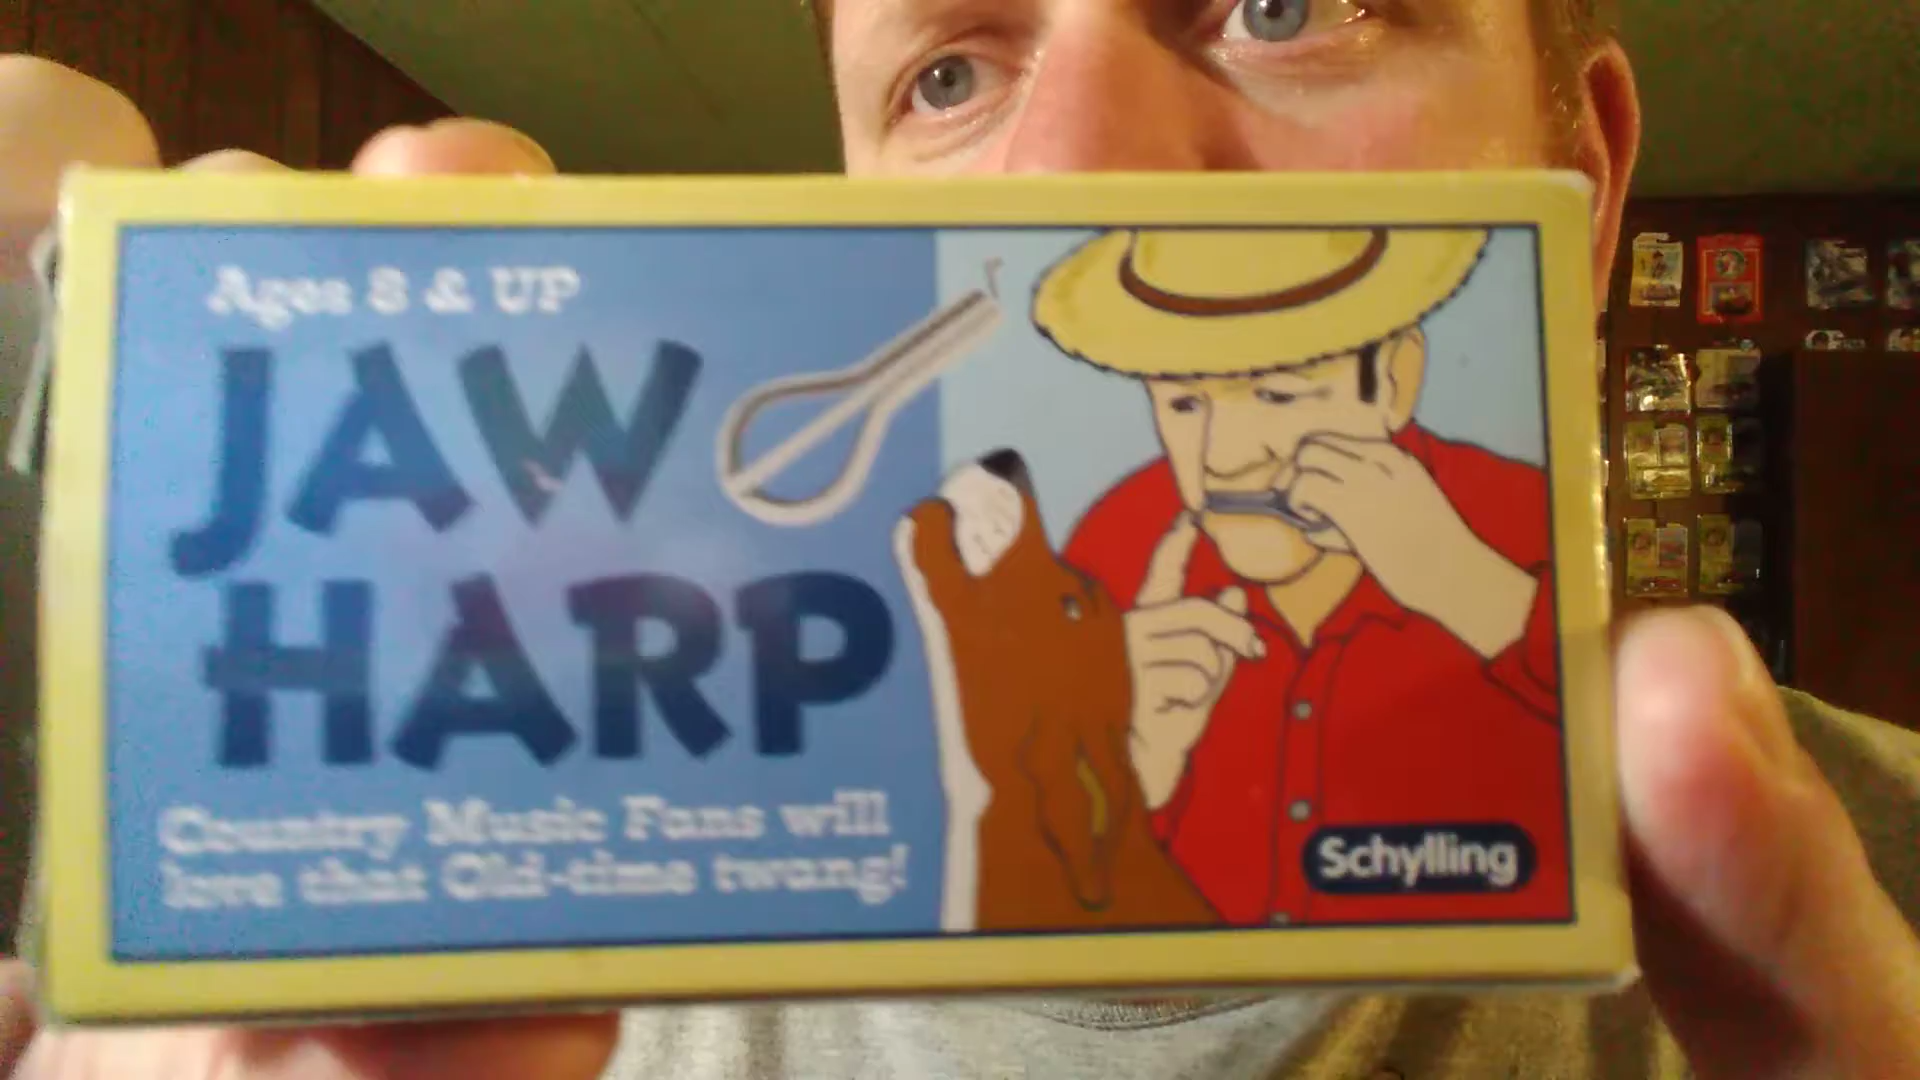 Ages 8 & UP
JAW
HARP
Country Music Fans will
love that Old-time twang!
Schylling